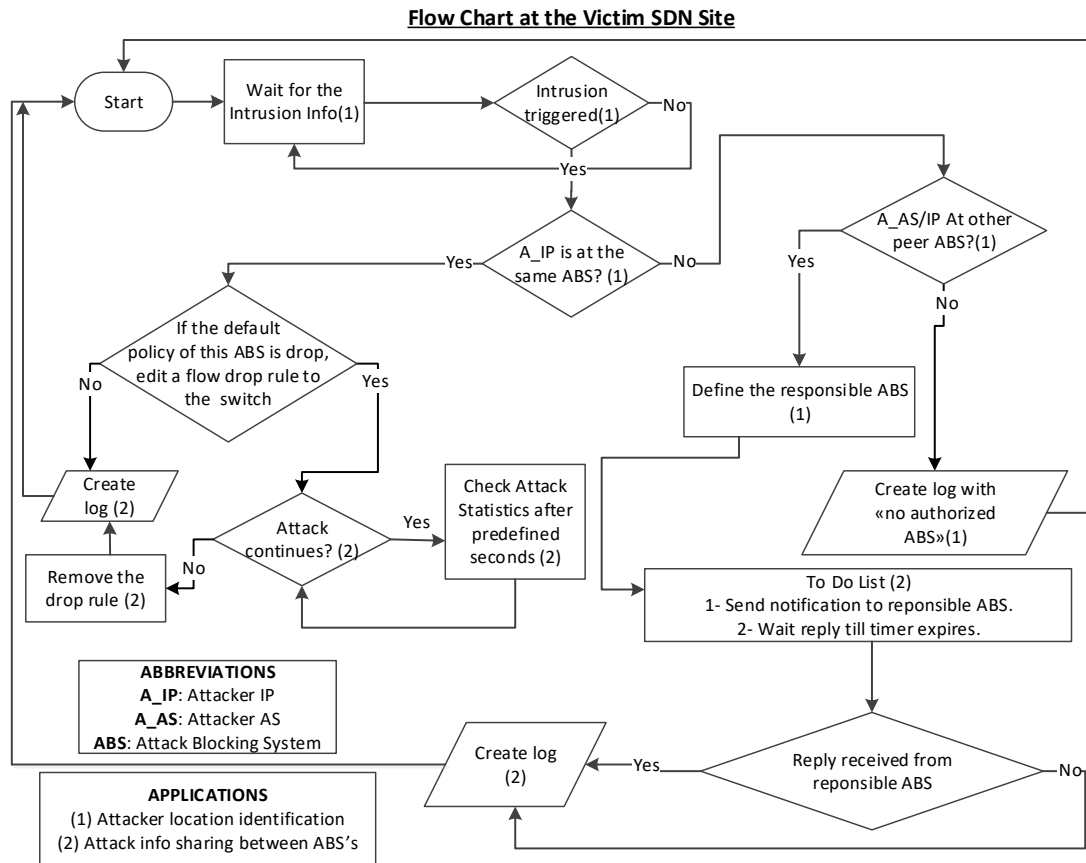 Flow Chart at the Victim SDN Site
Start
Wait for the
Intrusion Info(1)
Intrusion
triggered(1)
No
Yes
A_IP is at the
same ABS? (1)
Yes
No
A_AS/IP At other
peer ABS?(1)
Yes
No
If the default
policy of this ABS is drop,
edit a flow drop rule to
the switch
No
Yes
Define the responsible ABS
(1)
Create
log (2)
Attack
continues? (2)
Yes
No
Check Attack
Statistics after
predefined
seconds (2)
Create log with
«no authorized
ABS»(1)
Remove the
drop rule (2)
To Do List (2)
1- Send notification to reponsible ABS.
2- Wait reply till timer expires.
ABBREVIATIONS
A_IP: Attacker IP
A_AS: Attacker AS
ABS: Attack Blocking System
Create log
(2)
Yes
Reply received from
reponsible ABS
No
APPLICATIONS
(1) Attacker location identification
(2) Attack info sharing between ABS's